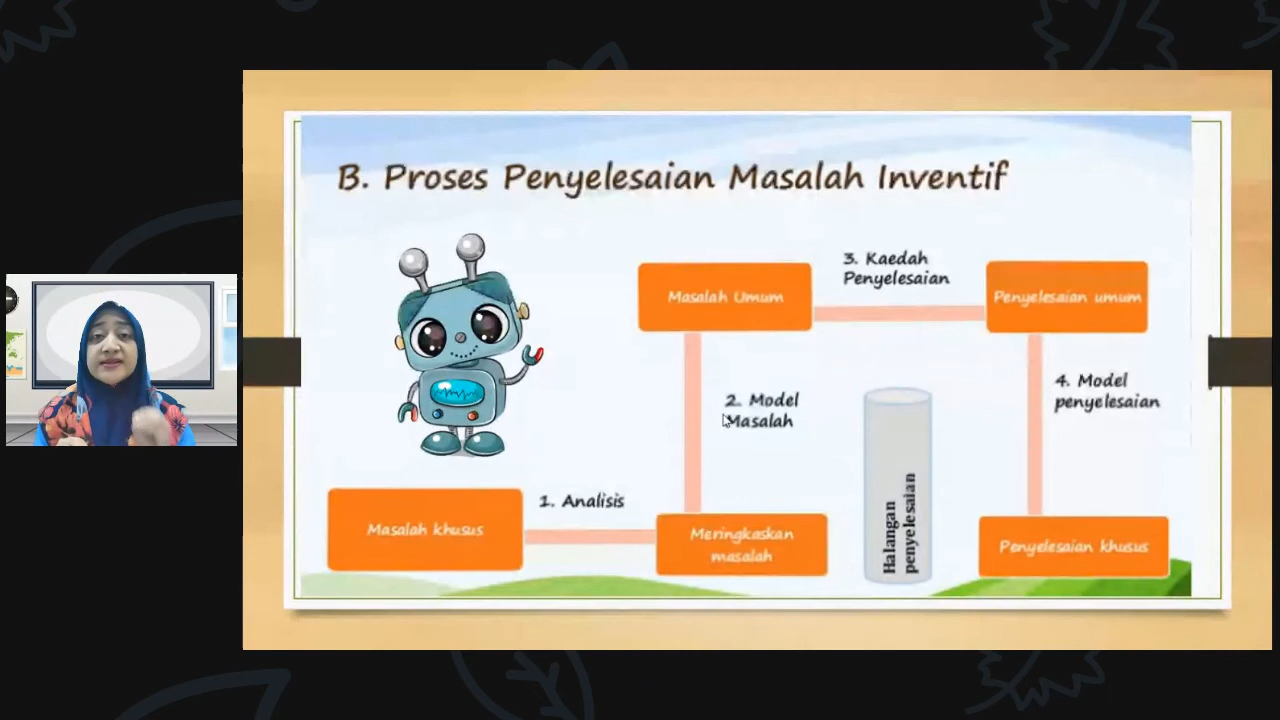 B. Proses Penyelesaian Masalah Inventif
3. Kaedah
Penyelesaian
Masalah Umum
Penyelesaian umum
2. Model
Masalah
4. Model
penyelesaian
1. Analisis
Masalah khusus
Meringkaskan
masalah
Halangan
penyelesaian
Penyelesaian khusus